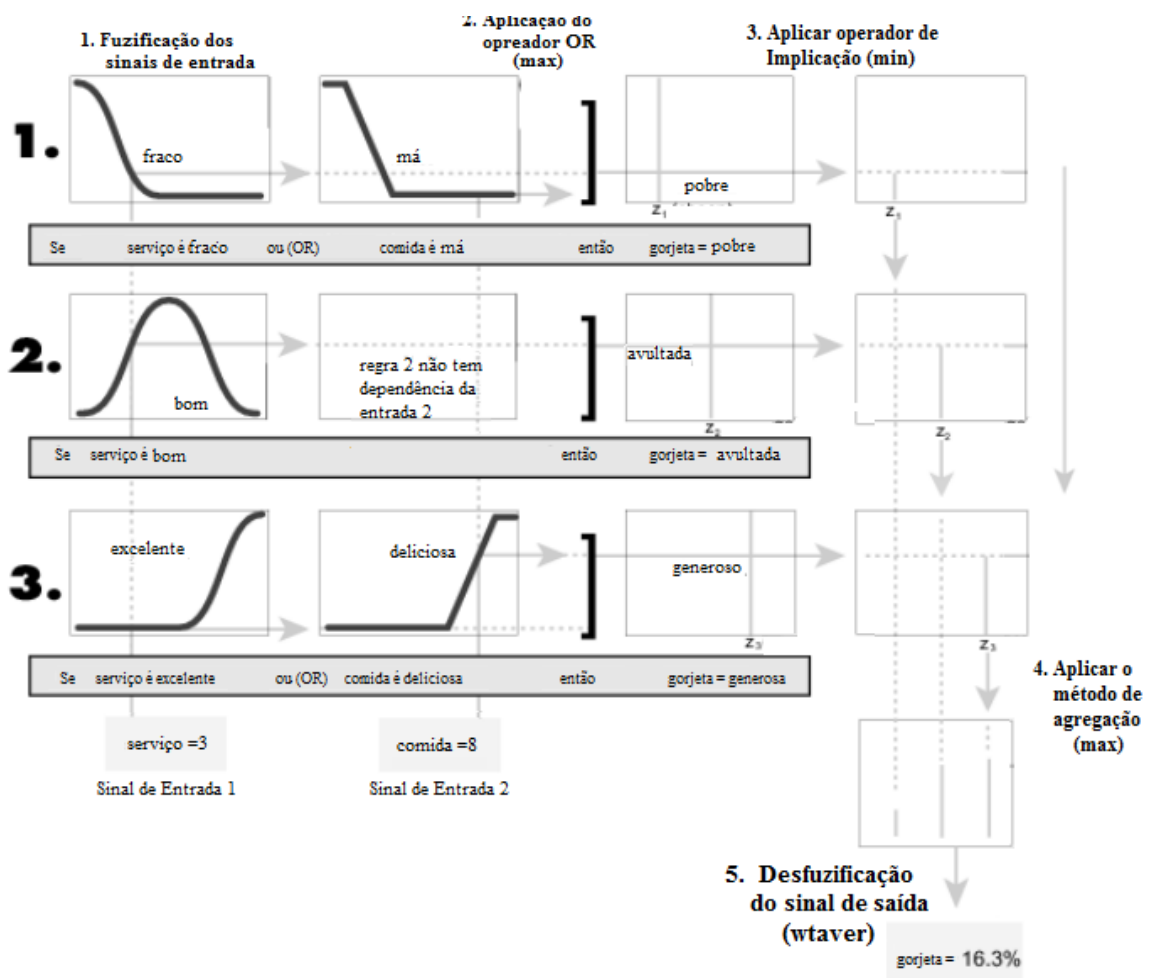 1. Fuzificação dos
sinais de entrada
2. Aplicação do
opreador OR
(max)
3. Aplicar operador de
Implicação (min)
1.
fraco
má
pobre
z1
z1
Se serviço é fraco ou (OR) comida é má então gorjeta = pobre
2.
bom
regra 2 não tem
dependência da
entrada 2
avultada
z2
z2
Se serviço é bom então gorjeta = avultada
3.
excelente
deliciosa
generoso
z3
z3
Se serviço é excelente ou (OR) comida é deliciosa então gorjeta = generosa
4. Aplicar o
método de
agregação
(max)
serviço =3
comida =8
Sinal de Entrada 1
Sinal de Entrada 2
5. Desfuzificação
do sinal de saída
(wtaver)
gorjeta = 16.3%